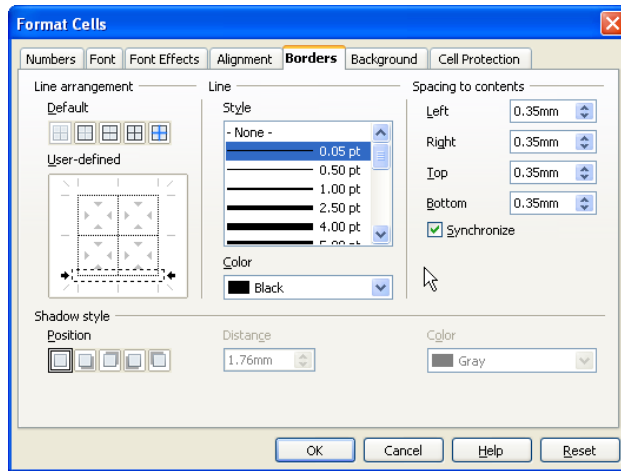 Format Cells
Numbers Font Font Effects Alignment Borders Background Cell Protection
Line arrangement Line Spacing to contents
Default Style Left 0.35mm
- None -
0.05 pt
Right 0.35mm
User-defined 0.50 pt
1.00 pt Top 0.35mm
2.50 pt Bottom 0.35mm
4.00 pt Synchronize
5.00 pt
Color
Black
Shadow style
Position Distance Color
1.76mm Gray
OK Cancel Help Reset